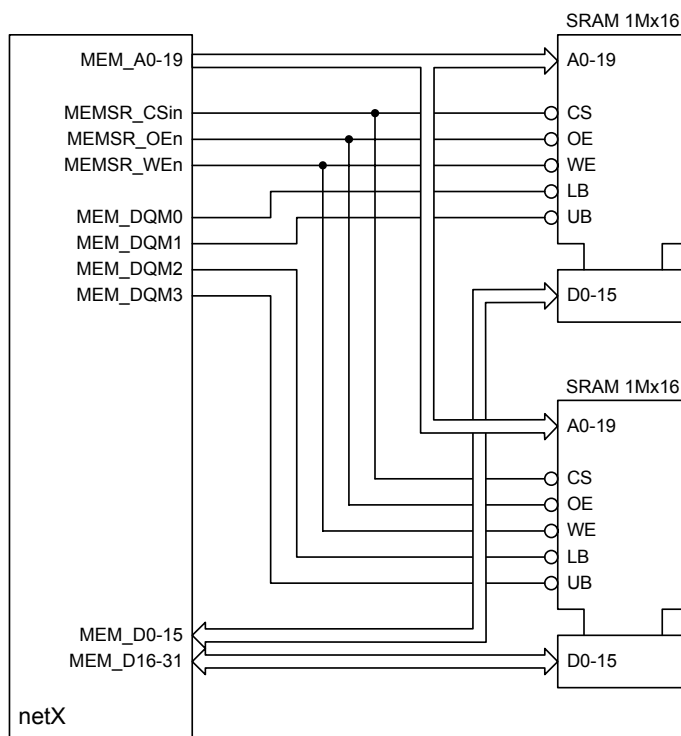 SRAM 1Mx16
MEM_A0-19
A0-19
MEMSR_CSin
CS
MEMSR_OEn
OE
MEMSR_WEn
WE
LB
MEM_DQM0
UB
MEM_DQM1
MEM_DQM2
MEM_DQM3
D0-15
SRAM 1Mx16
A0-19
CS
OE
WE
LB
UB
MEM_D0-15
MEM_D16-31
D0-15
netX